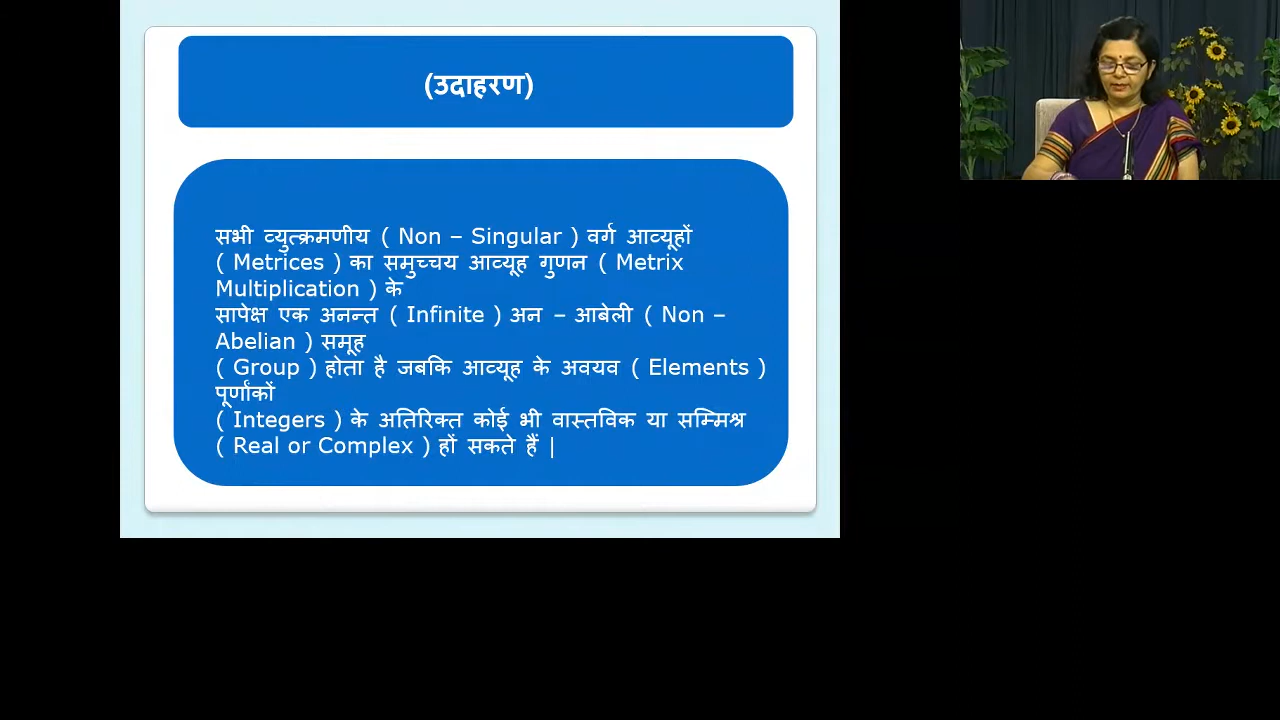 (उदाहरण)
सभी व्युत्क्रमणीय ( Non – Singular ) वर्ग आव्यूहों
( Metrices ) का समुच्चय आव्यूह गुणन ( Metrix
Multiplication ) के
सापेक्ष एक अनन्त ( Infinite ) अन – आबेली ( Non –
Abelian ) समूह
( Group ) होता है जबकि आव्यूह के अवयव ( Elements )
पूर्णांकों
( Integers ) के अतिरिक्त कोई भी वास्तविक या सम्मिश्र
( Real or Complex ) हों सकते हैं |